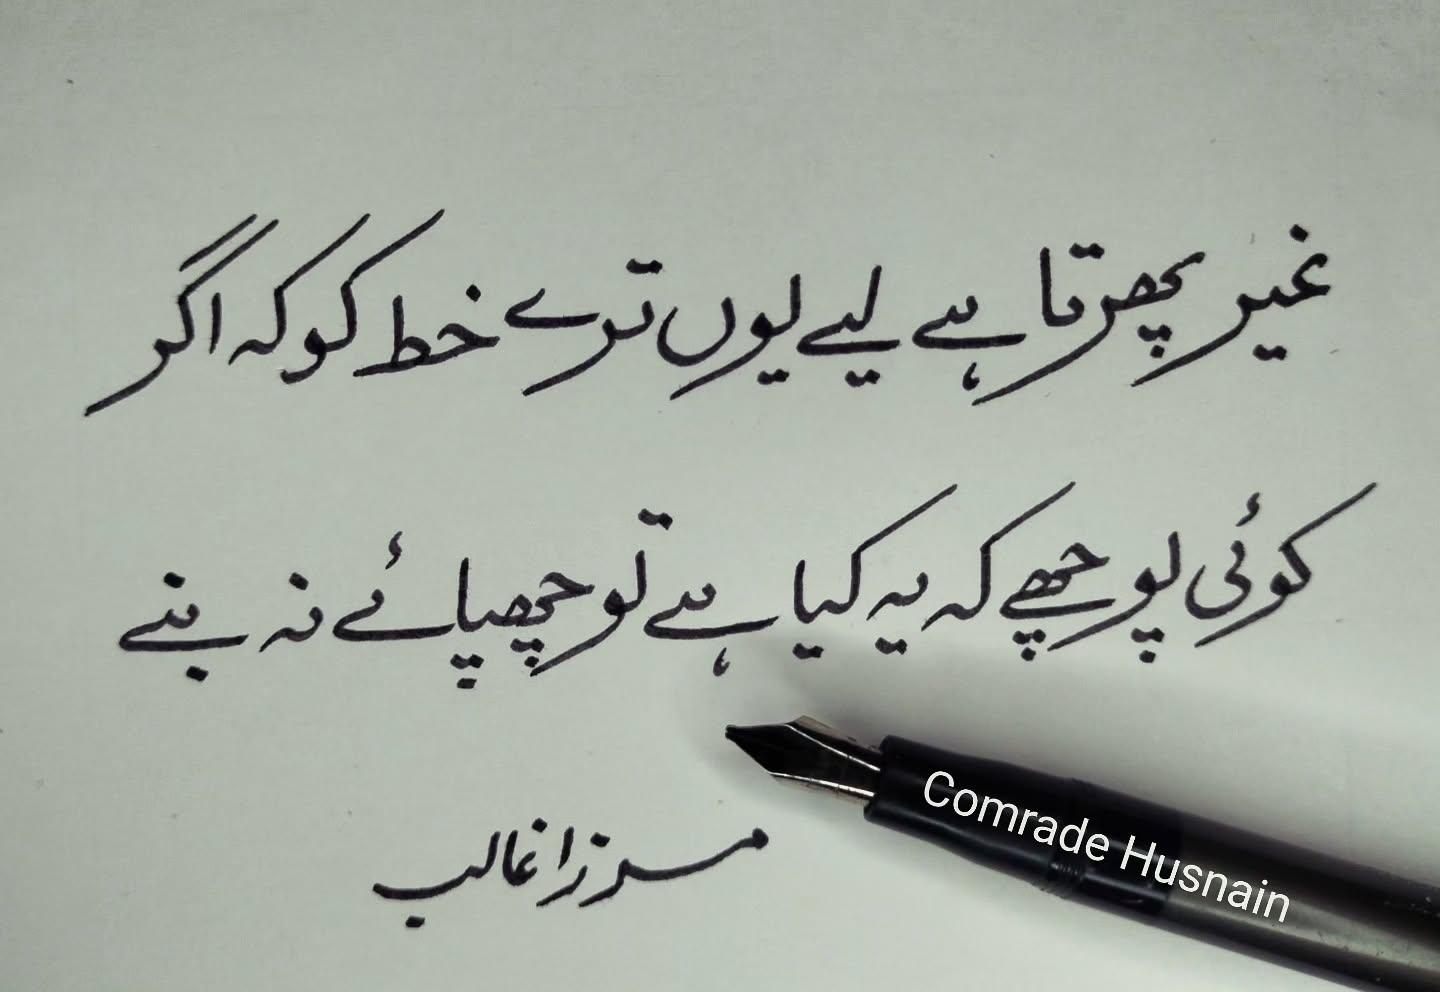 غیر پھرتا ہے لیے یوں ترے خط کو کہ اگر
کوئی پوچھے کہ یہ کیا ہے تو چھپائے نہ بنے
مرزا غالب
Comrade Husnain